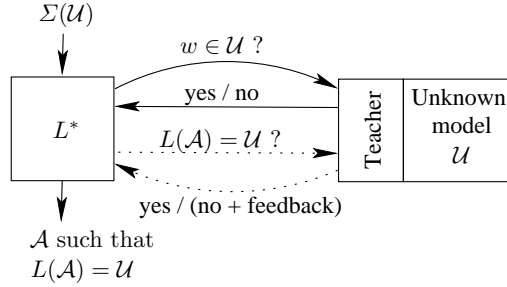 Σ(𝒰)
w ∈ 𝒰 ?
yes / no
L*
L(𝒜) = 𝒰 ?
yes / (no + feedback)
Teacher
Unknown
model
𝒰
𝒜 such that
L(𝒜) = 𝒰